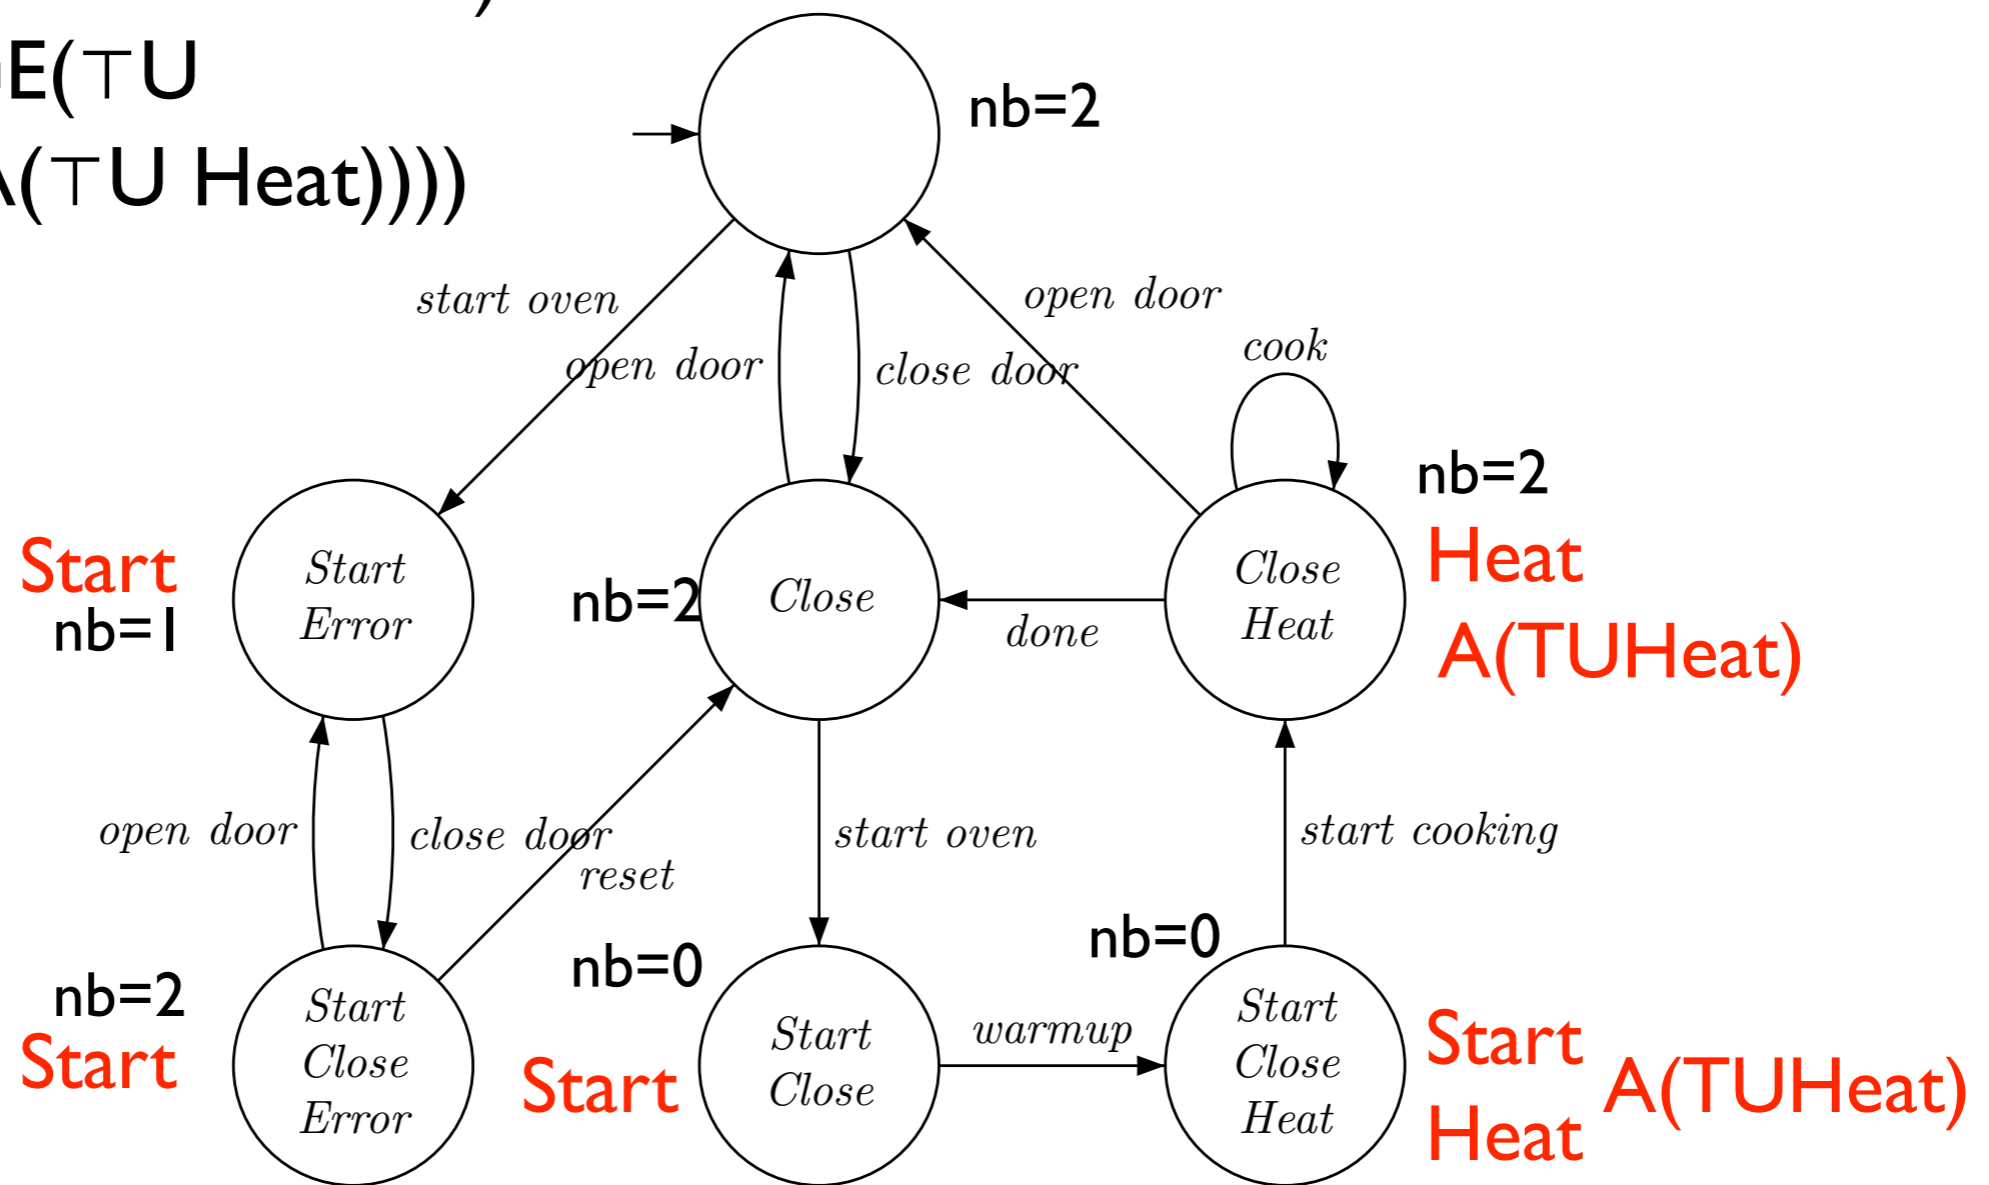 )
E(⊤U
A(⊤U Heat))))
nb=2
start oven
open door
close door
open door
cook
nb=2
Heat
A(TUHeat)
Close
Heat
Start
nb=1
Start
Error
nb=2
Close
done
open door
close door
reset
start oven
start cooking
nb=2
Start
Start
Close
Error
nb=0
Start
Start
Close
warmup
nb=0
Start
Close
Heat
Start
Heat
A(TUHeat)